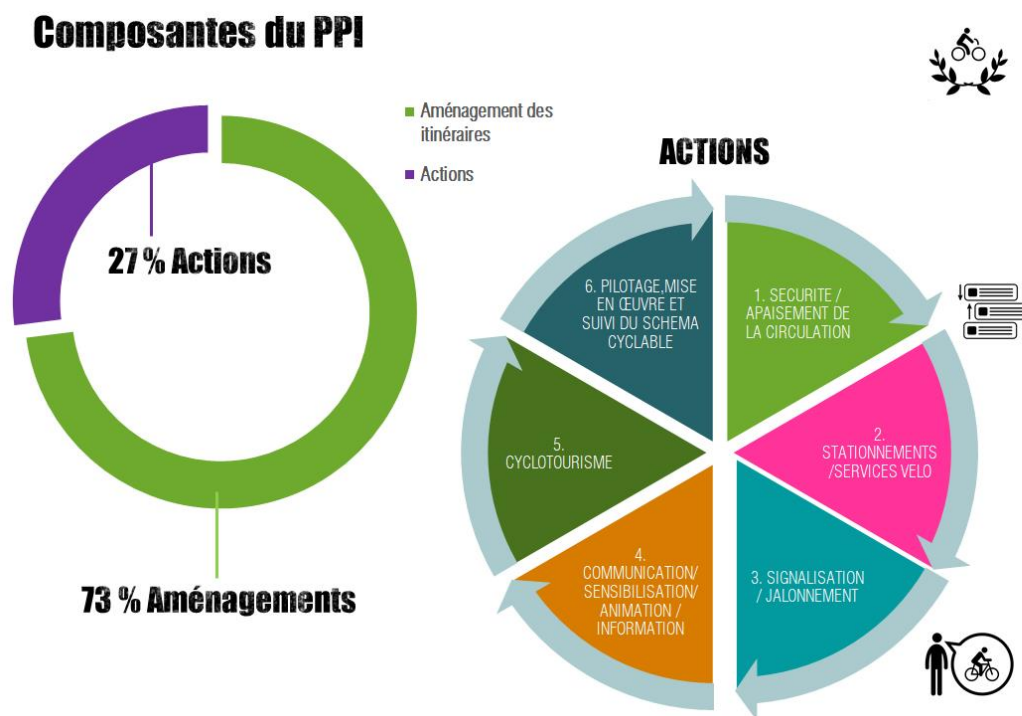 Composantes du PPI
Aménagement des
itinéraires
Actions
27 % Actions
73 % Aménagements
ACTIONS
1. SECURITE /
APAISEMENT DE
LA CIRCULATION
2.
STATIONNEMENTS
/SERVICES VELO
3. SIGNALISATION
/ JALONNEMENT
4.
COMMUNICATION/
SENSIBILISATION/
ANIMATION /
INFORMATION
5.
CYCLOTOURISME
6. PILOTAGE,MISE
EN ŒUVRE ET
SUIVI DU SCHEMA
CYCLABLE